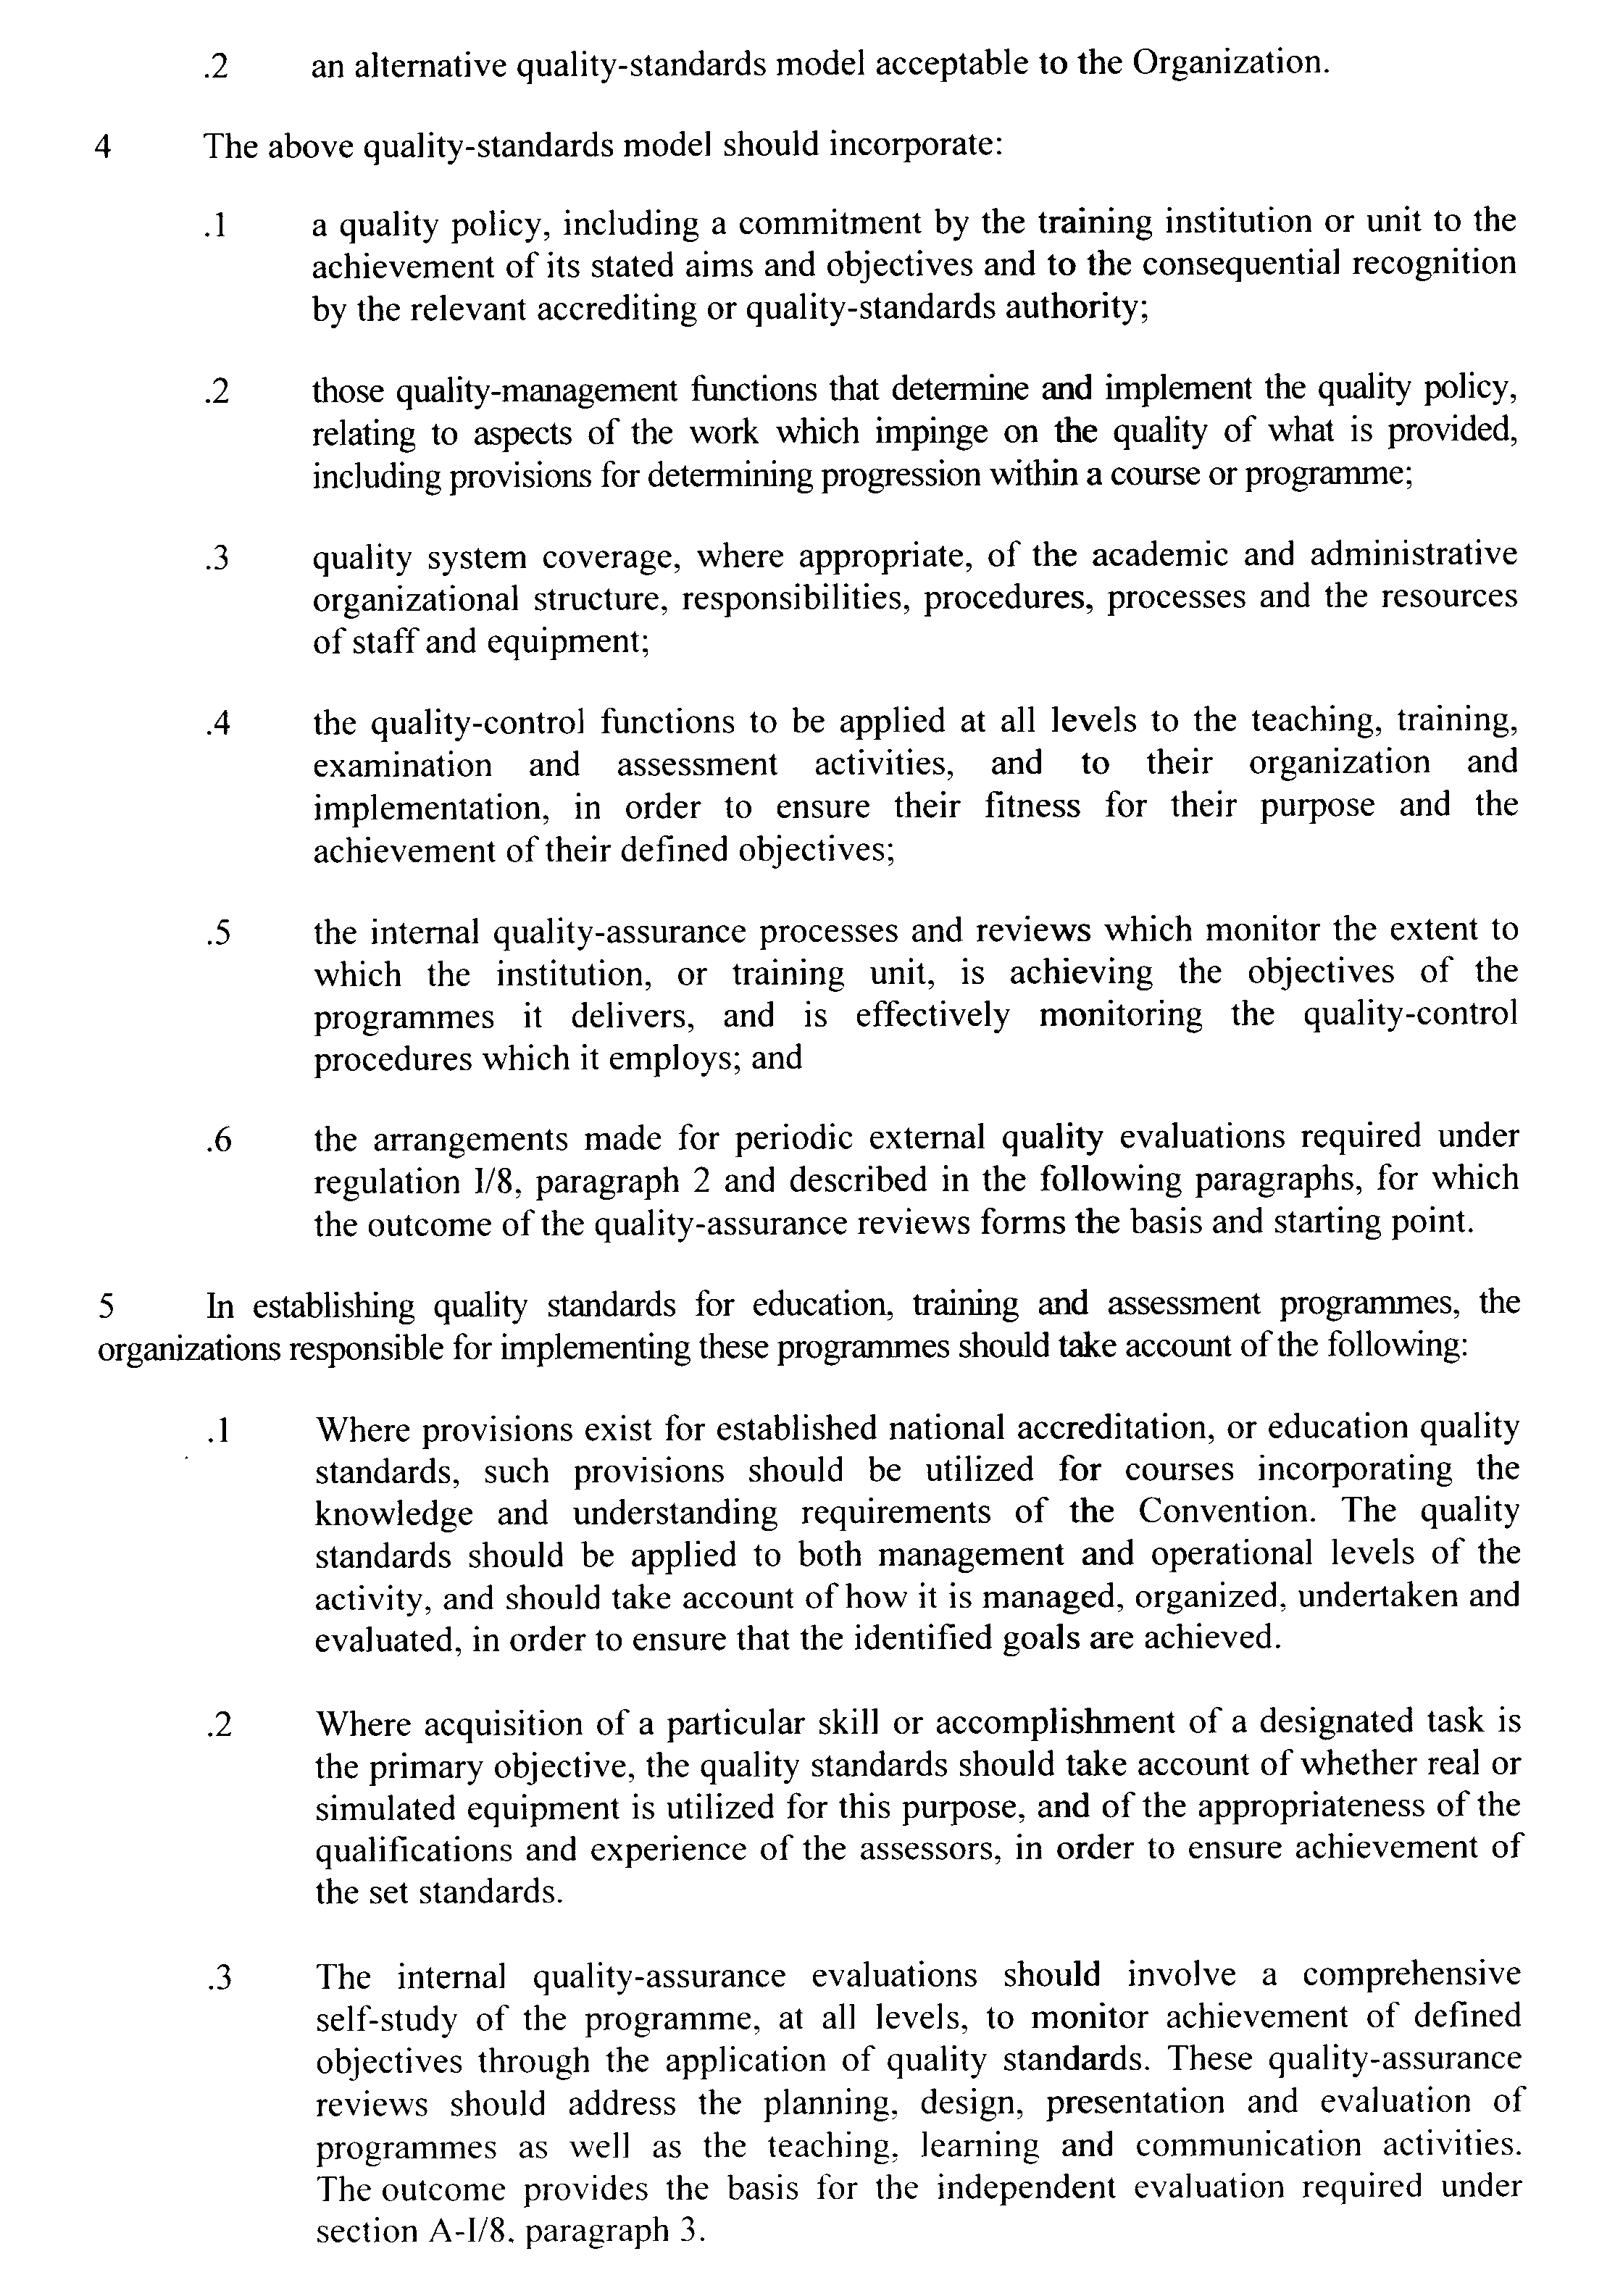 .2 an alternative quality-standards model acceptable to the Organization.
4 The above quality-standards model should incorporate:
.1 a quality policy, including a commitment by the training institution or unit to the
achievement of its stated aims and objectives and to the consequential recognition
by the relevant accrediting or quality-standards authority;
.2 those quality-management functions that determine and implement the quality policy,
relating to aspects of the work which impinge on the quality of what is provided,
including provisions for determining progression within a course or programme;
.3 quality system coverage, where appropriate, of the academic and administrative
organizational structure, responsibilities, procedures, processes and the resources
of staff and equipment;
.4 the quality-control functions to be applied at all levels to the teaching, training,
examination and assessment activities, and to their organization and
implementation, in order to ensure their fitness for their purpose and the
achievement of their defined objectives;
.5 the internal quality-assurance processes and reviews which monitor the extent to
which the institution, or training unit, is achieving the objectives of the
programmes it delivers, and is effectively monitoring the quality-control
procedures which it employs; and
.6 the arrangements made for periodic external quality evaluations required under
regulation I/8, paragraph 2 and described in the following paragraphs, for which
the outcome of the quality-assurance reviews forms the basis and starting point.
5 In establishing quality standards for education, training and assessment programmes, the
organizations responsible for implementing these programmes should take account of the following:
.1 Where provisions exist for established national accreditation, or education quality
standards, such provisions should be utilized for courses incorporating the
knowledge and understanding requirements of the Convention. The quality
standards should be applied to both management and operational levels of the
activity, and should take account of how it is managed, organized, undertaken and
evaluated, in order to ensure that the identified goals are achieved.
.2 Where acquisition of a particular skill or accomplishment of a designated task is
the primary objective, the quality standards should take account of whether real or
simulated equipment is utilized for this purpose, and of the appropriateness of the
qualifications and experience of the assessors, in order to ensure achievement of
the set standards.
.3 The internal quality-assurance evaluations should involve a comprehensive
self-study of the programme, at all levels, to monitor achievement of defined
objectives through the application of quality standards. These quality-assurance
reviews should address the planning, design, presentation and evaluation of
programmes as well as the teaching, learning and communication activities.
The outcome provides the basis for the independent evaluation required under
section A-I/8, paragraph 3.